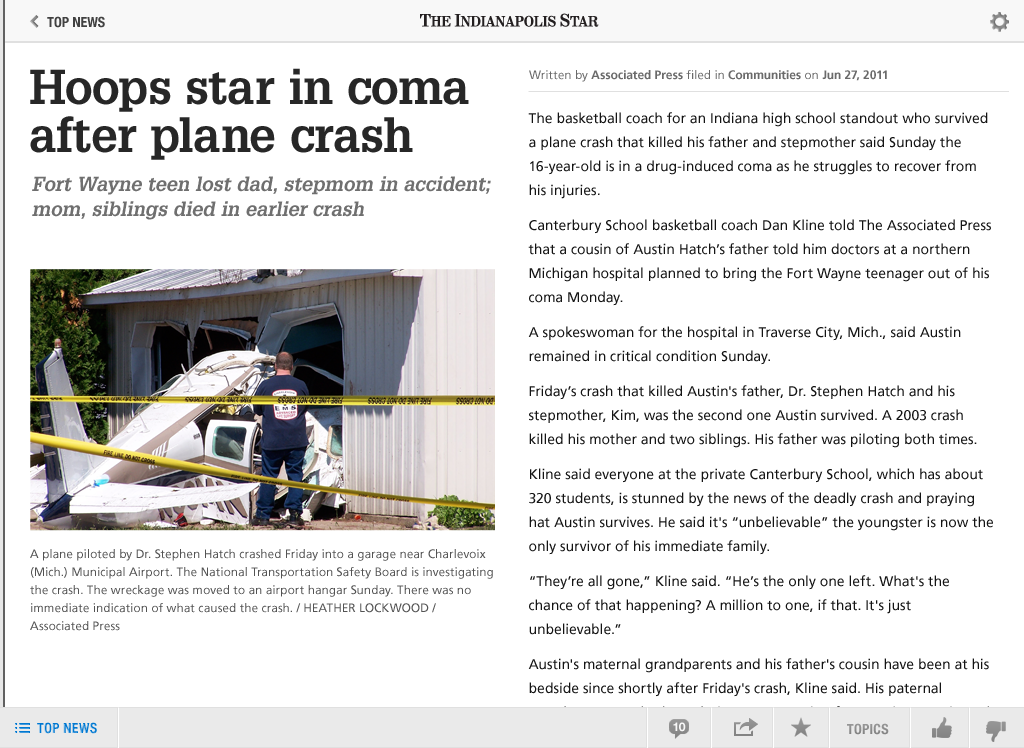 TOP NEWS
THE INDIANAPOLIS STAR
Hoops star in coma
after plane crash
Fort Wayne teen lost dad, stepmom in accident;
mom, siblings died in earlier crash
FIRE LINE DO NOT CROSS
EMS
FIRE LINE DO NOT CROSS
A plane piloted by Dr. Stephen Hatch crashed Friday into a garage near Charlevoix
(Mich.) Municipal Airport. The National Transportation Safety Board is investigating
the crash. The wreckage was moved to an airport hangar Sunday. There was no
immediate indication of what caused the crash. / HEATHER LOCKWOOD /
Associated Press
Written by Associated Press filed in Communities on Jun 27, 2011
The basketball coach for an Indiana high school standout who survived
a plane crash that killed his father and stepmother said Sunday the
16-year-old is in a drug-induced coma as he struggles to recover from
his injuries.
Canterbury School basketball coach Dan Kline told The Associated Press
that a cousin of Austin Hatch’s father told him doctors at a northern
Michigan hospital planned to bring the Fort Wayne teenager out of his
coma Monday.
A spokeswoman for the hospital in Traverse City, Mich., said Austin
remained in critical condition Sunday.
Friday’s crash that killed Austin's father, Dr. Stephen Hatch and his
stepmother, Kim, was the second one Austin survived. A 2003 crash
killed his mother and two siblings. His father was piloting both times.
Kline said everyone at the private Canterbury School, which has about
320 students, is stunned by the news of the deadly crash and praying
hat Austin survives. He said it's “unbelievable” the youngster is now the
only survivor of his immediate family.
“They’re all gone,” Kline said. “He’s the only one left. What's the
chance of that happening? A million to one, if that. It's just
unbelievable.”
Austin's maternal grandparents and his father's cousin have been at his
bedside since shortly after Friday's crash, Kline said. His paternal
TOP NEWS
10
TOPICS